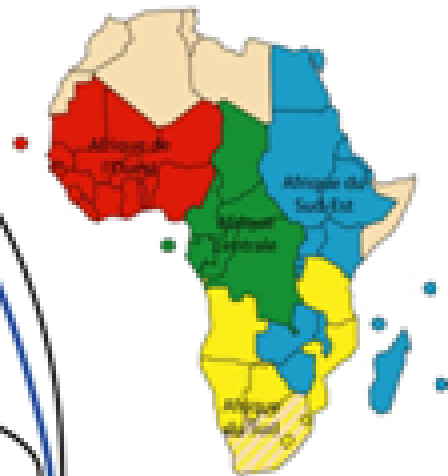 Afrique de
l'Ouest
Afrique du
Sud-Est
Afrique
Centrale
Afrique
du Sud